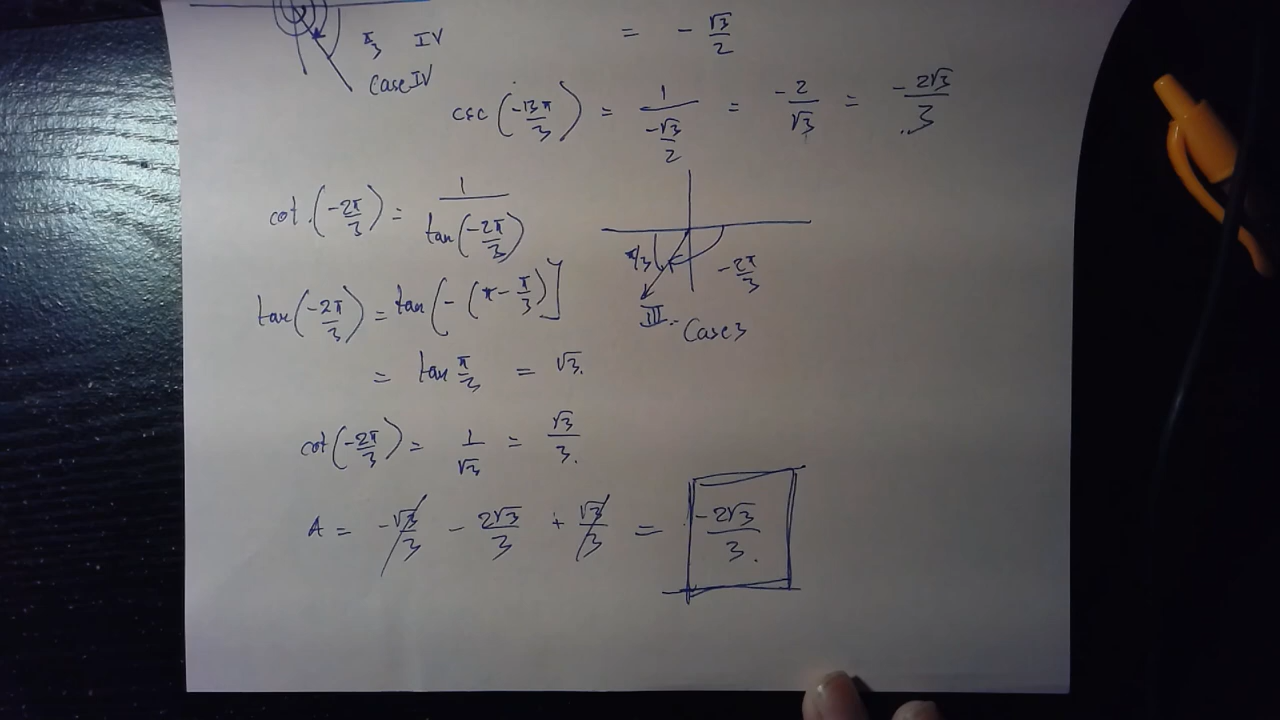 π/3 IV
Case IV
= -√3/2
csc(-13π/3) = 1/(-√3/2) = -2/√3 = -2√3/3
cot(-2π/3) = 1/tan(-2π/3)
π/3 -2π/3
III. Case 3
tan(-2π/3) = tan[-(π-π/3)]
= tan π/3 = √3.
cot(-2π/3) = 1/√3 = √3/3.
A = -√3/3 - 2√3/3 + √3/3 = -2√3/3.